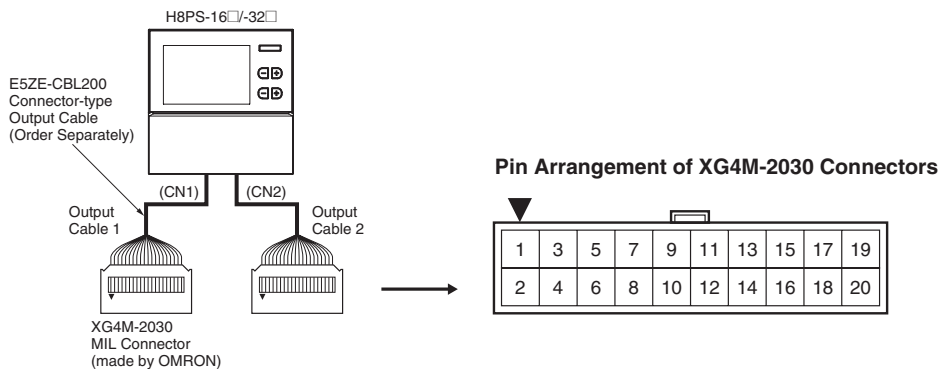 H8PS-16□/-32□
E5ZE-CBL200
Connector-type
Output Cable
(Order Separately)
(CN1)
(CN2)
Output
Cable 1
Output
Cable 2
XG4M-2030
MIL Connector
(made by OMRON)
Pin Arrangement of XG4M-2030 Connectors
1 3 5 7 9 11 13 15 17 19
2 4 6 8 10 12 14 16 18 20